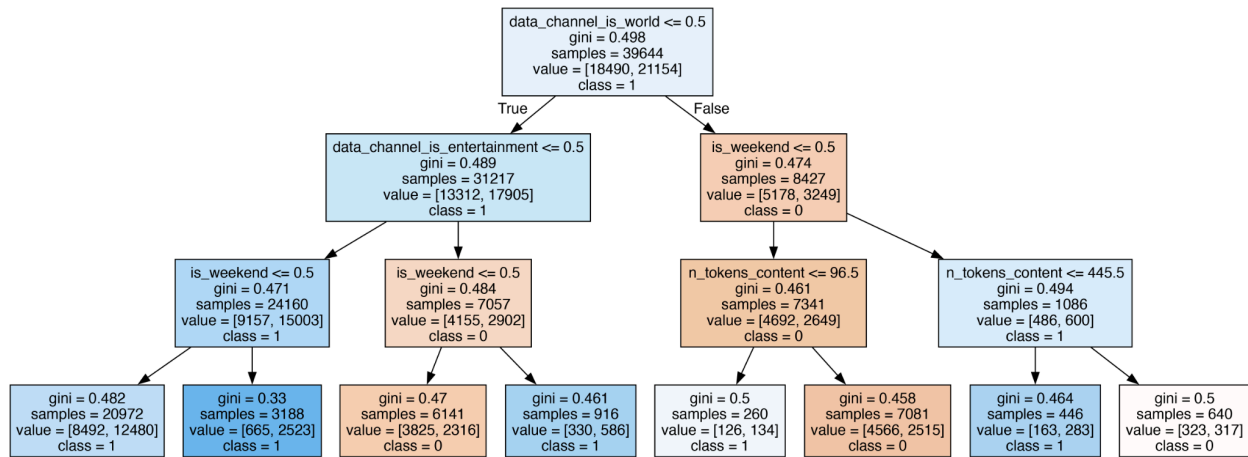 data_channel_is_world <= 0.5
gini = 0.498
samples = 39644
value = [18490, 21154]
class = 1
True
False
data_channel_is_entertainment <= 0.5
gini = 0.489
samples = 31217
value = [13312, 17905]
class = 1
is_weekend <= 0.5
gini = 0.474
samples = 8427
value = [5178, 3249]
class = 0
is_weekend <= 0.5
gini = 0.471
samples = 24160
value = [9157, 15003]
class = 1
is_weekend <= 0.5
gini = 0.484
samples = 7057
value = [4155, 2902]
class = 0
n_tokens_content <= 96.5
gini = 0.461
samples = 7341
value = [4692, 2649]
class = 0
n_tokens_content <= 445.5
gini = 0.494
samples = 1086
value = [486, 600]
class = 1
gini = 0.482
samples = 20972
value = [8492, 12480]
class = 1
gini = 0.33
samples = 3188
value = [665, 2523]
class = 1
gini = 0.47
samples = 6141
value = [3825, 2316]
class = 0
gini = 0.461
samples = 916
value = [330, 586]
class = 1
gini = 0.5
samples = 260
value = [126, 134]
class = 1
gini = 0.458
samples = 7081
value = [4566, 2515]
class = 0
gini = 0.464
samples = 446
value = [163, 283]
class = 1
gini = 0.5
samples = 640
value = [323, 317]
class = 0